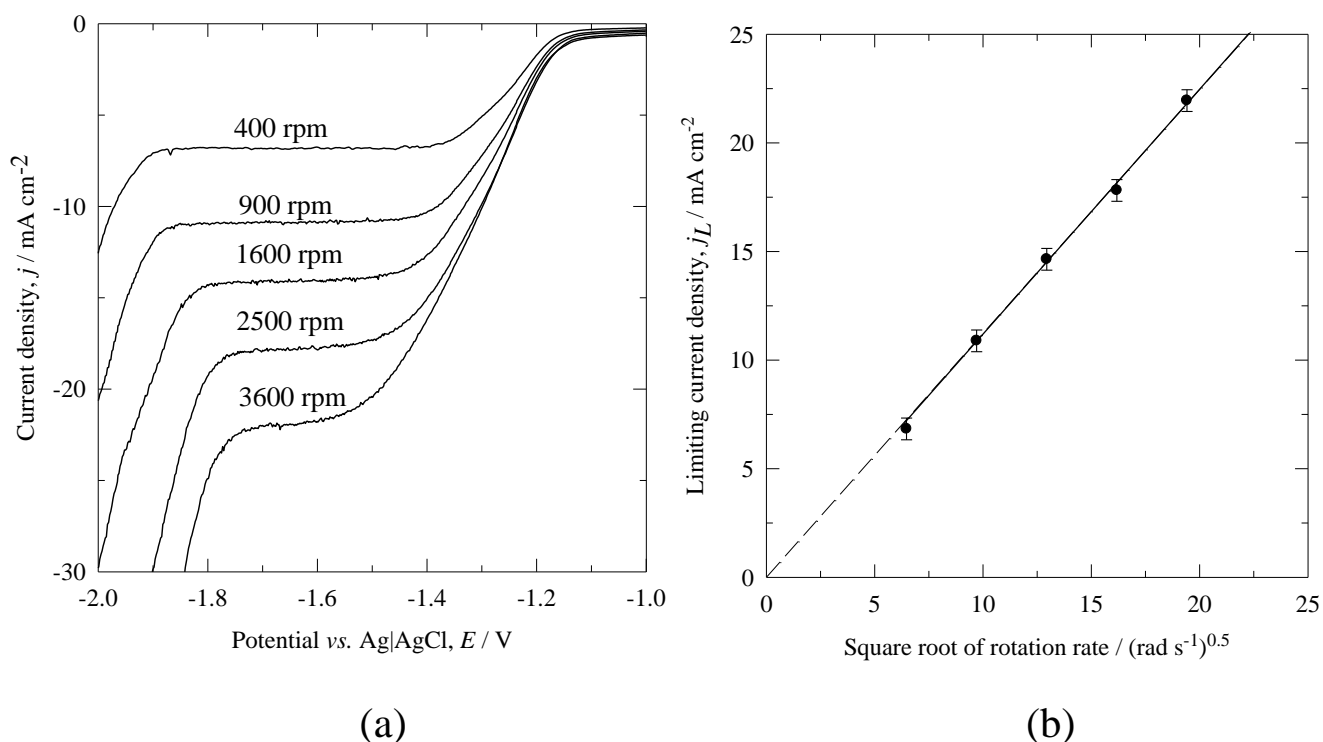 0
-10
-20
-30
-2.0 -1.8 -1.6 -1.4 -1.2 -1.0
Current density, j / mA cm-2
Potential vs. Ag|AgCl, E / V
400 rpm
900 rpm
1600 rpm
2500 rpm
3600 rpm
(a)
25
20
15
10
5
0
0 5 10 15 20 25
Limiting current density, jL / mA cm-2
Square root of rotation rate / (rad s-1)0.5
(b)